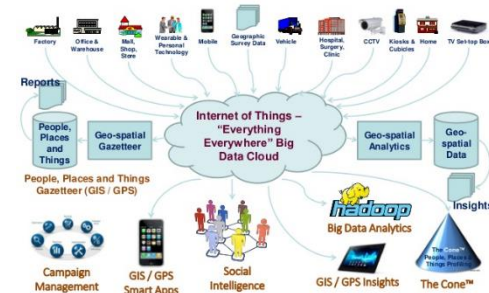 Factory
Office &
Warehouse
Mall,
Shop,
Store
Wearable &
Personal
Technology
Mobile
Geographic
Survey Data
Vehicle
Hospital,
Surgery,
Clinic
CCTV
Kiosks &
Cubicles
Home
TV Set-top Box
Reports
People,
Places
and
Things
Geo-spatial
Gazetteer
Internet of Things –
“Everything
Everywhere” Big
Data Cloud
Geo-spatial
Analytics
Geo-
spatial
Data
People, Places and Things
Gazetteer (GIS / GPS)
Insights
Campaign
Management
GIS / GPS
Smart Apps
Social
Intelligence
hadoop
Big Data Analytics
GIS / GPS Insights
The Cone™
People, Places &
Things Profiling
The Cone™